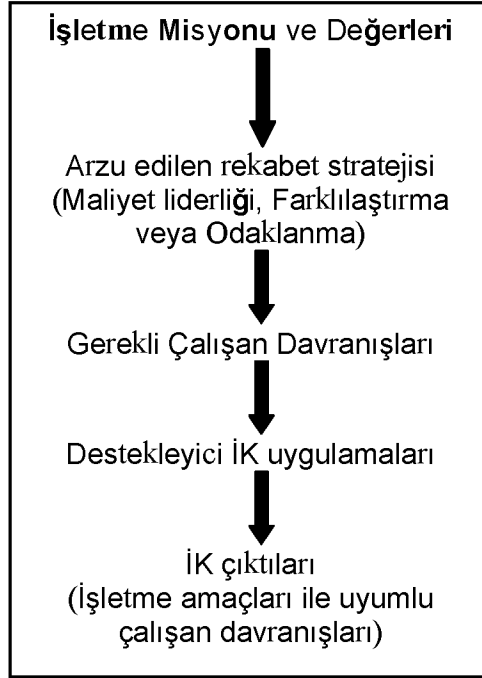 İşletme Misyonu ve Değerleri
Arzu edilen rekabet stratejisi
(Maliyet liderliği, Farklılaştırma
veya Odaklanma)
Gerekli Çalışan Davranışları
Destekleyici İK uygulamaları
İK çıktıları
(İşletme amaçları ile uyumlu
çalışan davranışları)